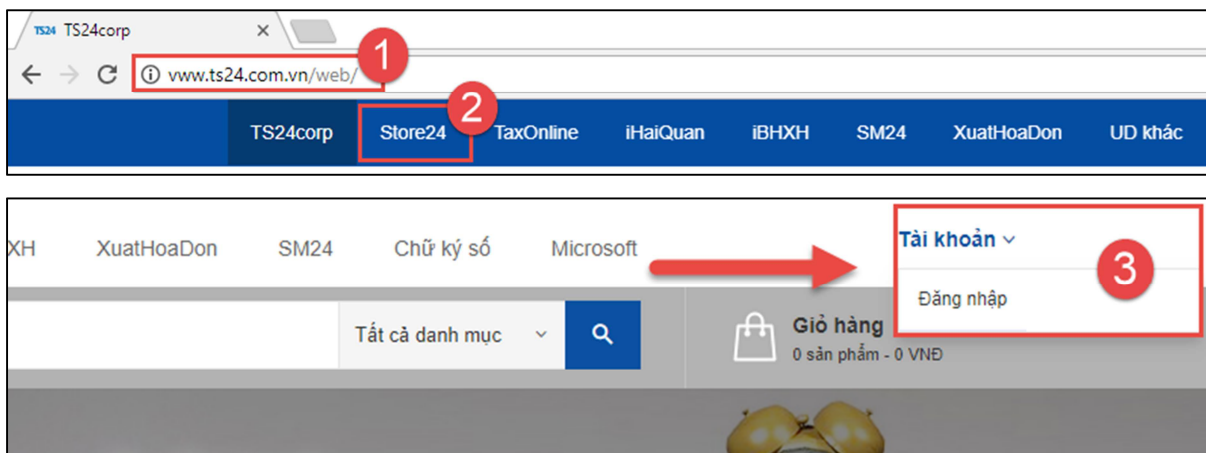 TS24 TS24corp
vww.ts24.com.vn/web/
1
2
TS24corp Store24 TaxOnline iHaiQuan iBHXH SM24 XuatHoaDon UD khác
XH XuatHoaDon SM24 Chữ ký số Microsoft Tài khoản
3
Đăng nhập
Tất cả danh mục Giỏ hàng
0 sản phẩm - 0 VNĐ